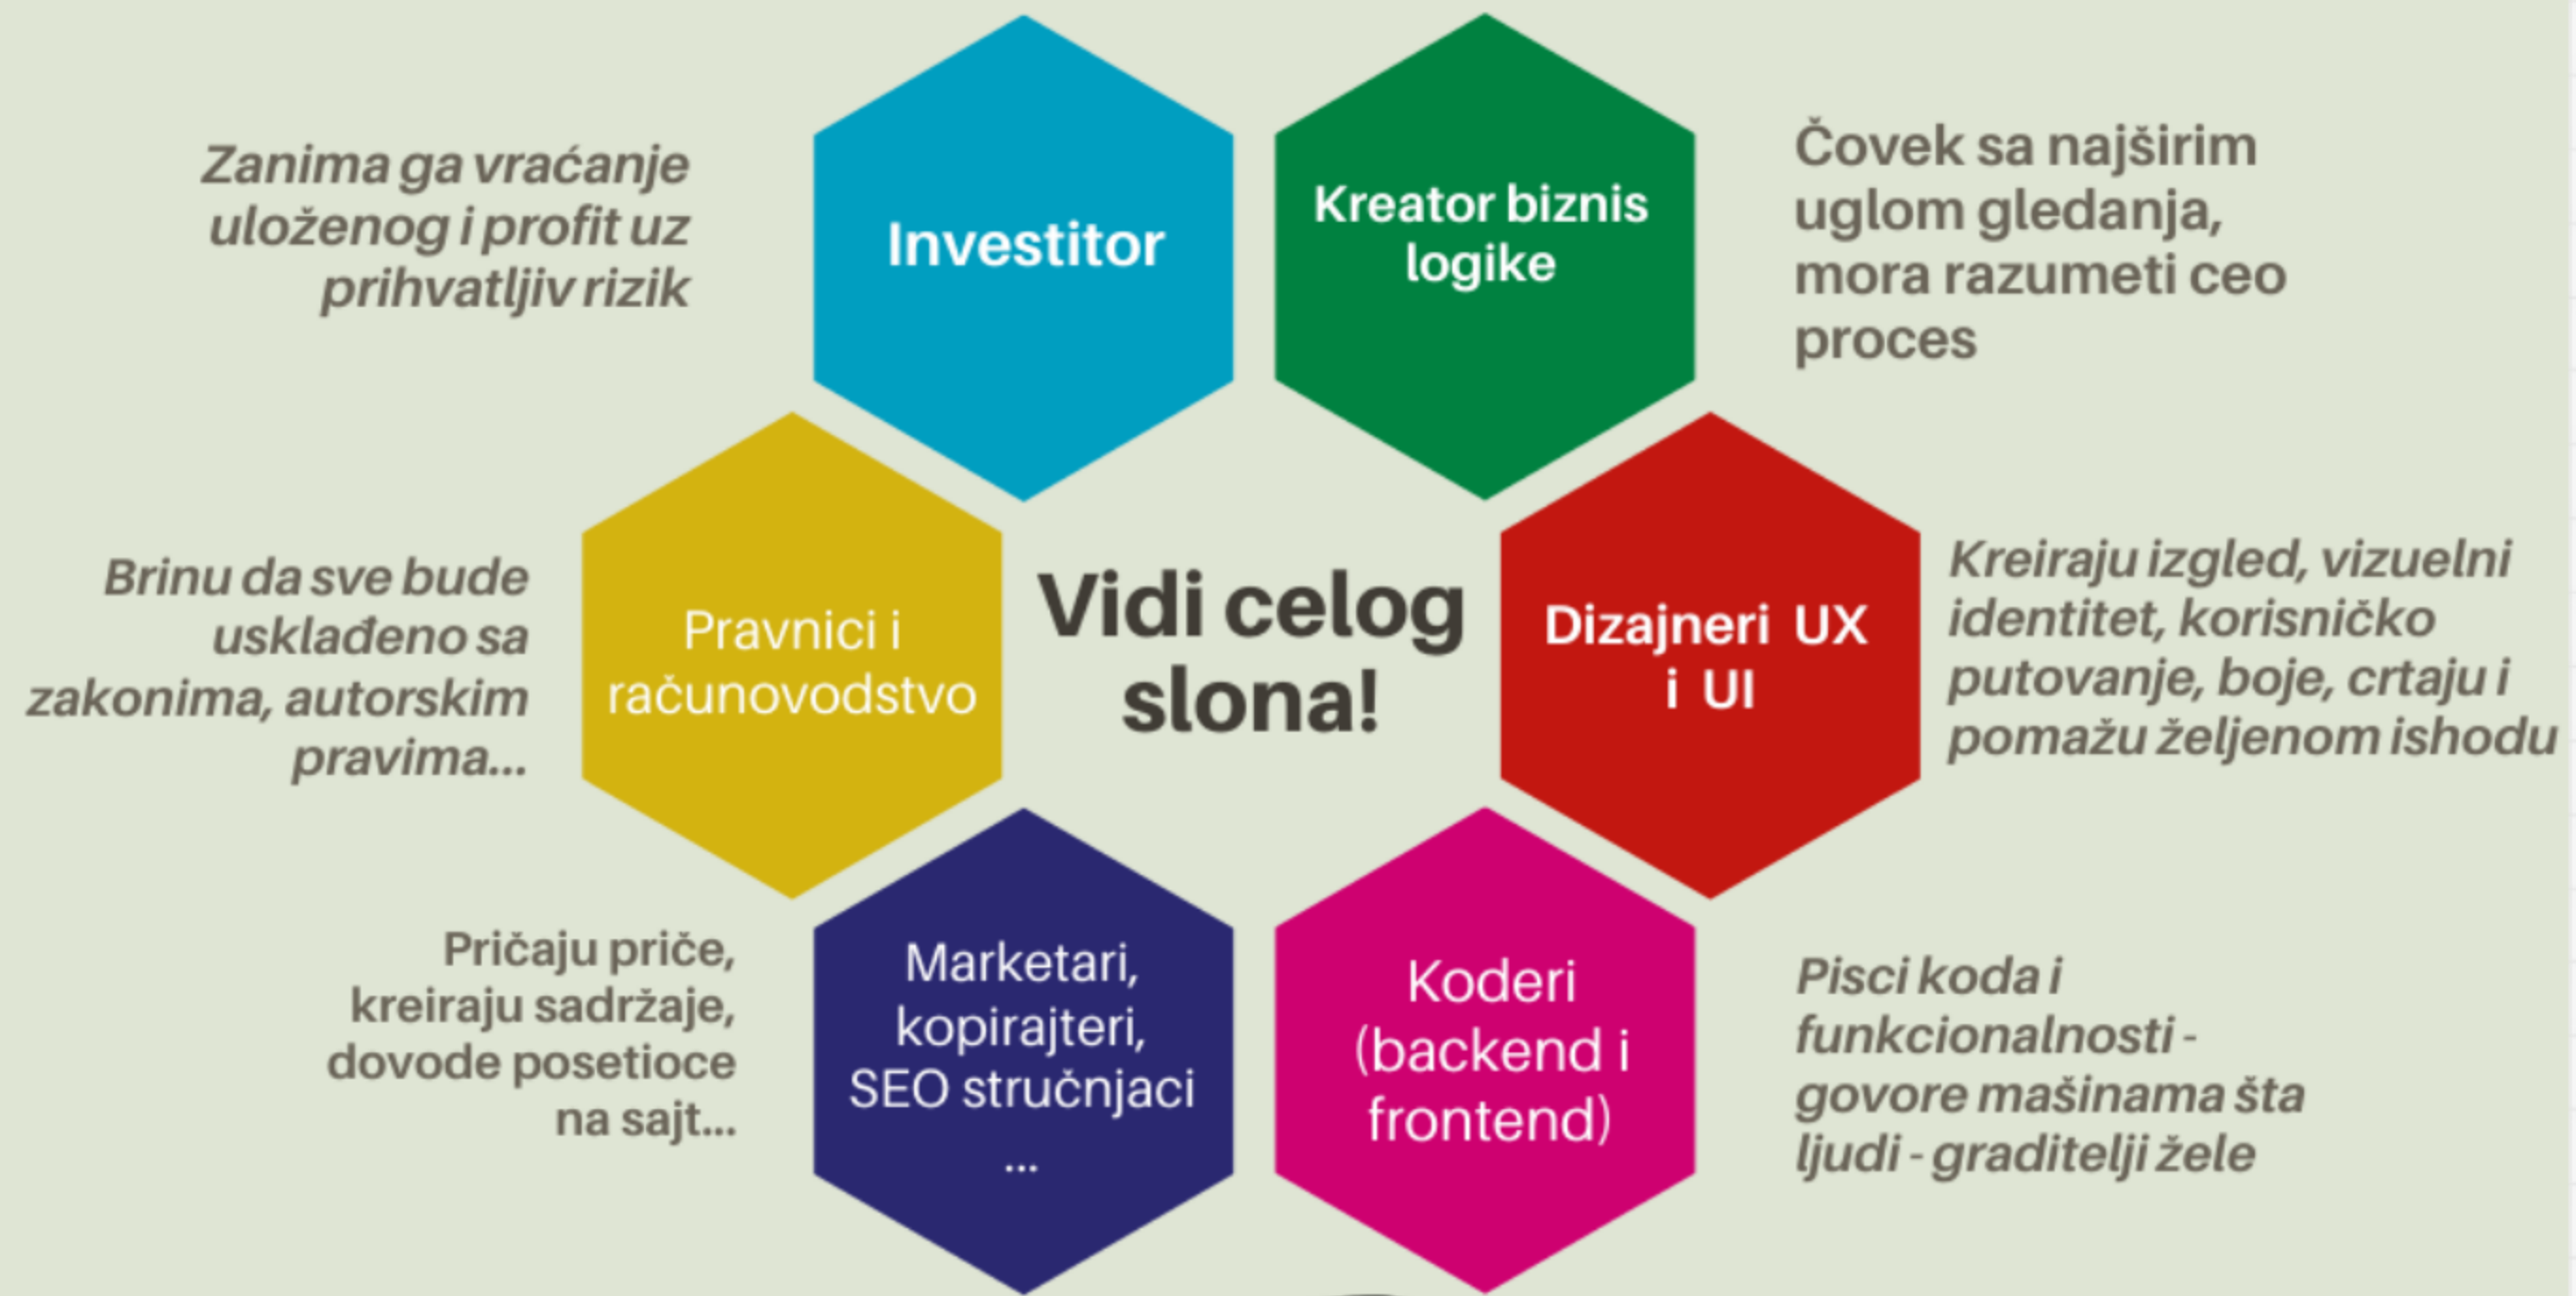 Zanima ga vraćanje
uloženog i profit uz
prihvatljiv rizik
Investitor
Kreator biznis
logike
Čovek sa najširim
uglom gledanja,
mora razumeti ceo
proces
Brinu da sve bude
usklađeno sa
zakonima, autorskim
pravima...
Pravnici i
računovodstvo
Vidi celog
slona!
Dizajneri UX
i UI
Kreiraju izgled, vizuelni
identitet, korisničko
putovanje, boje, crtaju i
pomažu željenom ishodu
Pričaju priče,
kreiraju sadržaje,
dovode posetioce
na sajt...
Marketari,
kopirajteri,
SEO stručnjaci
...
Koderi
(backend i
frontend)
Pisci koda i
funkcionalnosti -
govore mašinama šta
ljudi - graditelji žele